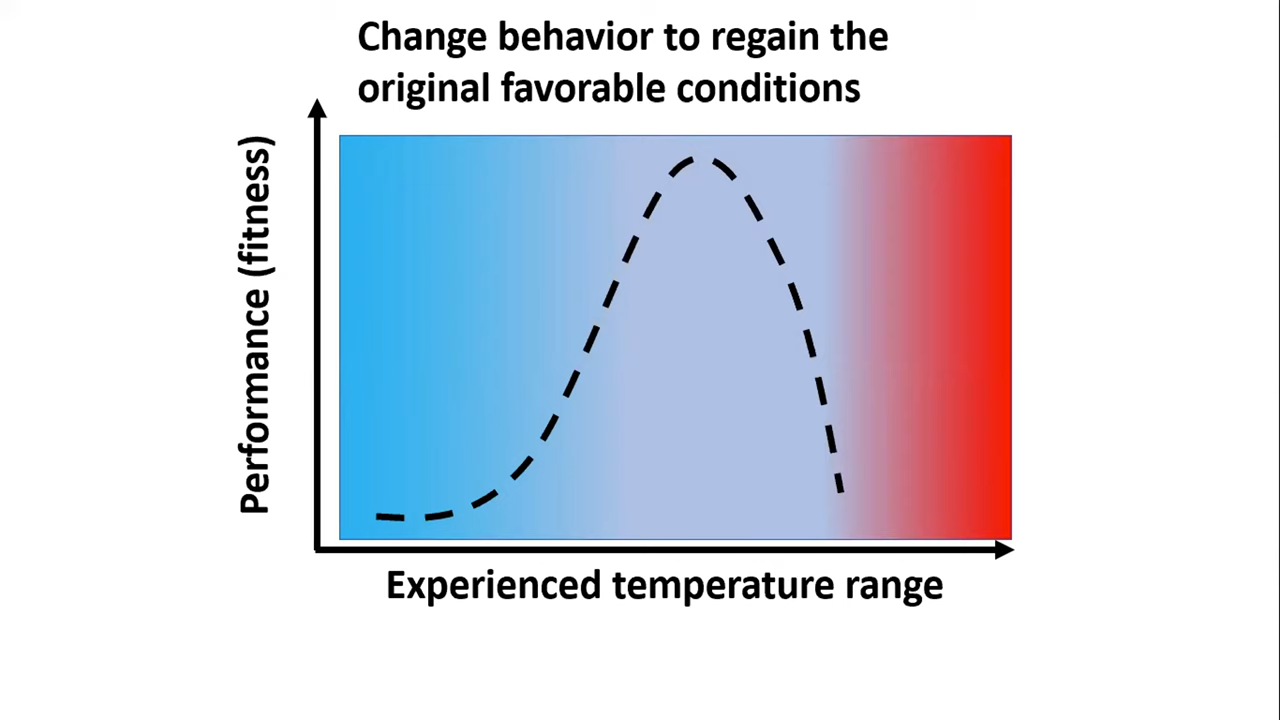 Change behavior to regain the
original favorable conditions
Performance (fitness)
Experienced temperature range